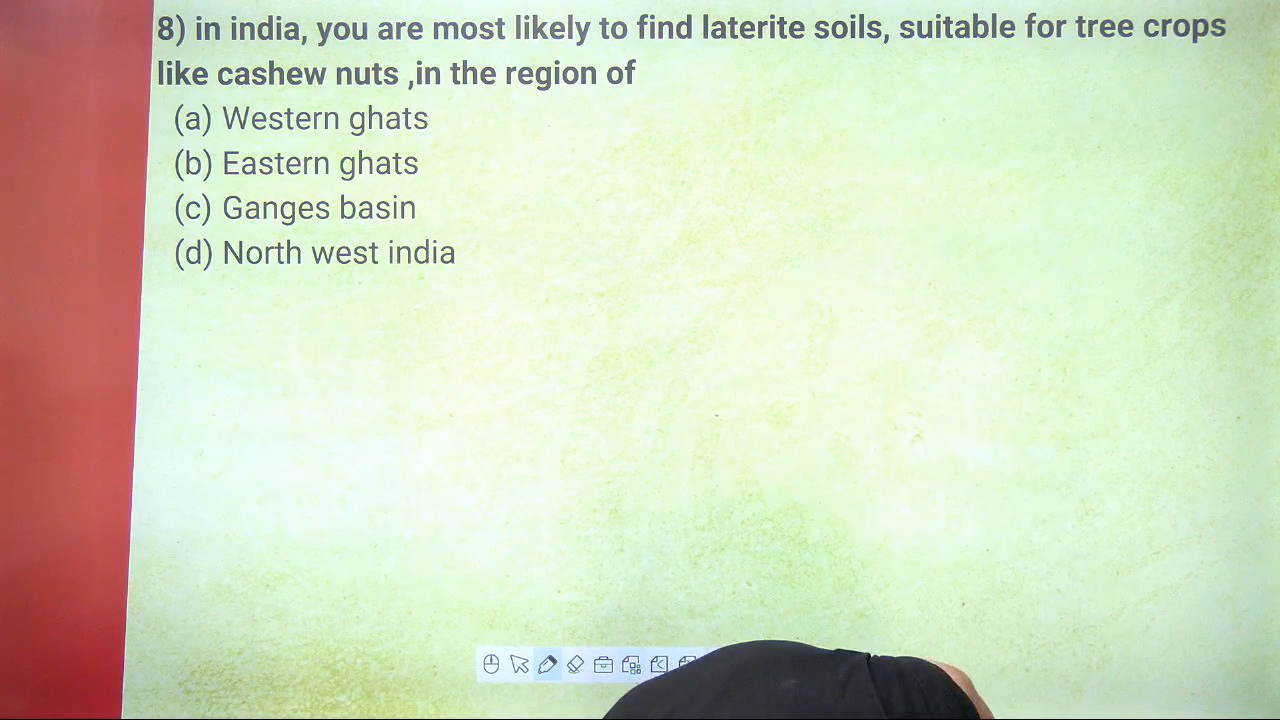 8) in india, you are most likely to find laterite soils, suitable for tree crops
like cashew nuts ,in the region of
(a) Western ghats
(b) Eastern ghats
(c) Ganges basin
(d) North west india